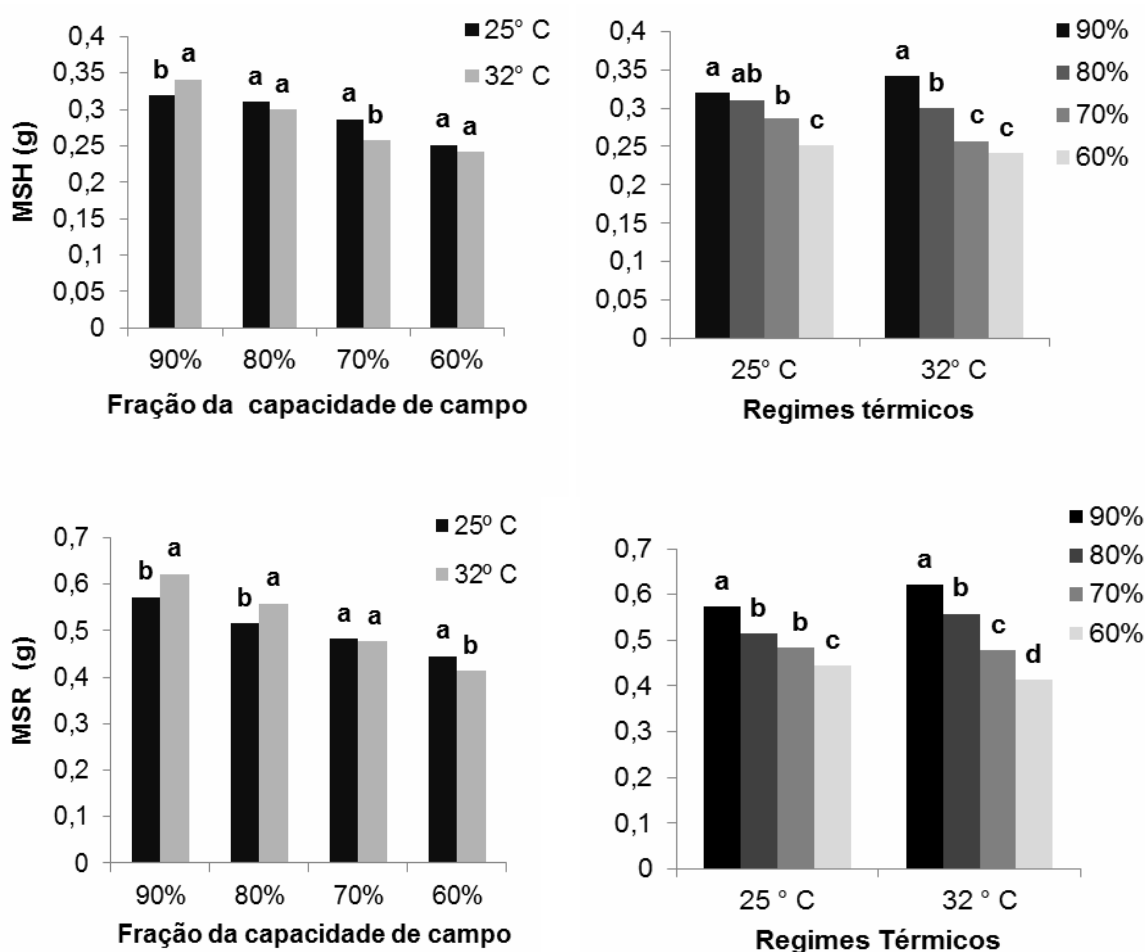 0,4
0,35
0,3
0,25
0,2
0,15
0,1
0,05
0
MSH (g)
b a a a a b a a
25° C
32° C
90% 80% 70% 60%
Fração da capacidade de campo
0,4
0,35
0,3
0,25
0,2
0,15
0,1
0,05
0
a ab b c a b c c
90%
80%
70%
60%
25° C 32° C
Regimes térmicos
0,7
0,6
0,5
0,4
0,3
0,2
0,1
0
MSR (g)
b a b a a a a b
25º C
32º C
90% 80% 70% 60%
Fração da capacidade de campo
0,7
0,6
0,5
0,4
0,3
0,2
0,1
0
a b b c a b c d
90%
80%
70%
60%
25 ° C 32 ° C
Regimes Térmicos